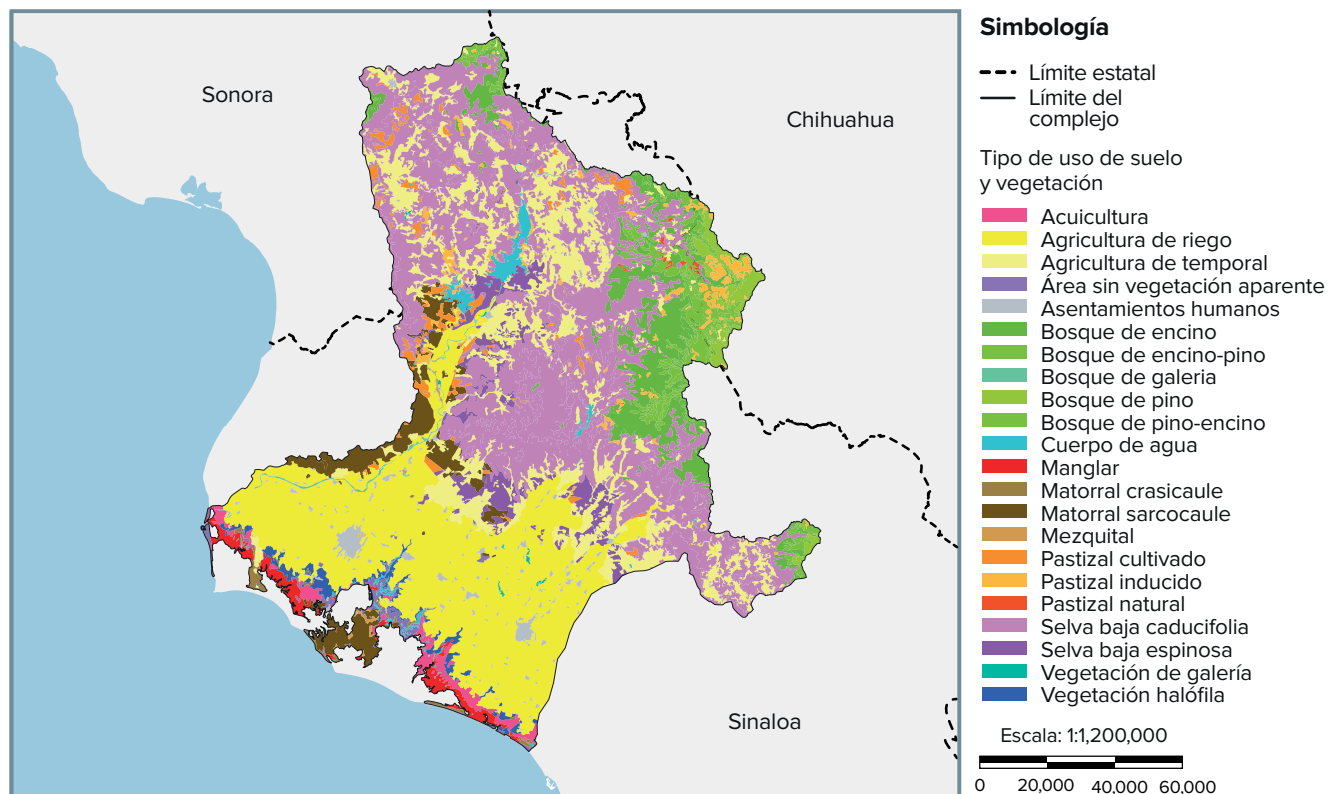 Sonora
Chihuahua
Sinaloa
Simbología
Límite estatal
Límite del
complejo
Tipo de uso de suelo
y vegetación
Acuicultura
Agricultura de riego
Agricultura de temporal
Área sin vegetación aparente
Asentamientos humanos
Bosque de encino
Bosque de encino-pino
Bosque de galeria
Bosque de pino
Bosque de pino-encino
Cuerpo de agua
Manglar
Matorral crasicaule
Matorral sarcocaule
Mezquital
Pastizal cultivado
Pastizal inducido
Pastizal natural
Selva baja caducifolia
Selva baja espinosa
Vegetación de galería
Vegetación halófila
Escala: 1:1,200,000
0 20,000 40,000 60,000